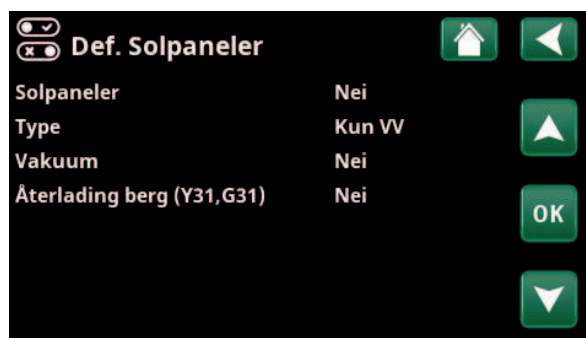 Def. Solpaneler
Solpaneler Nei
Type Kun VV
Vakuum Nei
Återlading berg (Y31,G31) Nei
OK